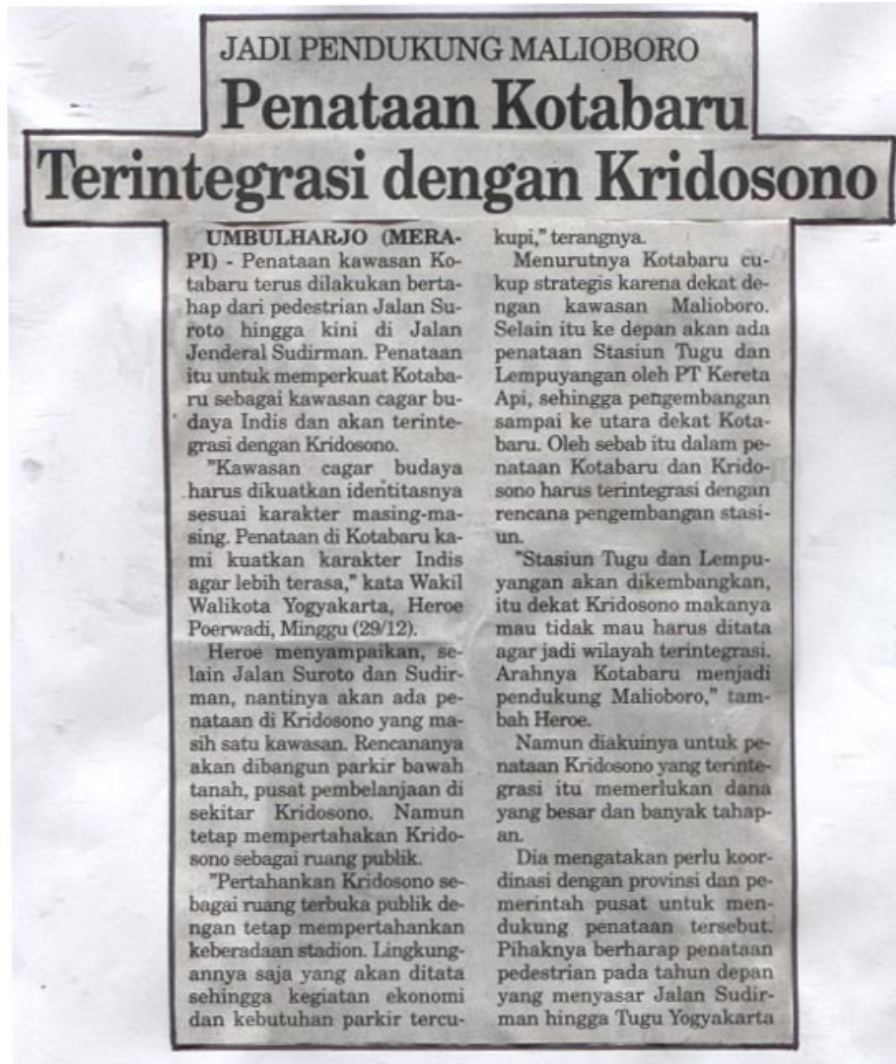 JADI PENDUKUNG MALIOBORO
Penataan Kotabaru
Terintegrasi dengan Kridosono
UMBULHARJO (MERA-
PI) - Penataan kawasan Ko-
tabaru terus dilakukan berta-
hap dari pedestrian Jalan Su-
roto hingga kini di Jalan
Jenderal Sudirman. Penataan
itu untuk memperkuat Kotaba-
ru sebagai kawasan cagar bu-
daya Indis dan akan terinte-
grasi dengan Kridosono.
"Kawasan cagar budaya
harus dikuatkan identitasnya
sesuai karakter masing-ma-
sing. Penataan di Kotabaru ka-
mi kuatkan karakter Indis
agar lebih terasa," kata Wakil
Walikota Yogyakarta, Heroe
Poerwadi, Minggu (29/12).
Heroe menyampaikan, se-
lain Jalan Suroto dan Sudir-
man, nantinya akan ada pe-
nataan di Kridosono yang ma-
sih satu kawasan. Rencananya
akan dibangun parkir bawah
tanah, pusat pembelanjaan di
sekitar Kridosono. Namun
tetap mempertahakan Krido-
sono sebagai ruang publik.
"Pertahankan Kridosono se-
bagai ruang terbuka publik de-
ngan tetap mempertahankan
keberadaan stadion. Lingkung-
annya saja yang akan ditata
sehingga kegiatan ekonomi
dan kebutuhan parkir tercu-
kupi," terangnya.
Menurutnya Kotabaru cu-
kup strategis karena dekat de-
ngan kawasan Malioboro.
Selain itu ke depan akan ada
penataan Stasiun Tugu dan
Lempuyangan oleh PT Kereta
Api, sehingga pengembangan
sampai ke utara dekat Kota-
baru. Oleh sebab itu dalam pe-
nataan Kotabaru dan Krido-
sono harus terintegrasi dengan
rencana pengembangan stasi-
un.
"Stasiun Tugu dan Lempu-
yangan akan dikembangkan,
itu dekat Kridosono makanya
mau tidak mau harus ditata
agar jadi wilayah terintegrasi.
Arahnya Kotabaru menjadi
pendukung Malioboro," tam-
bah Heroe.
Namun diakuinya untuk pe-
nataan Kridosono yang terinte-
grasi itu memerlukan dana
yang besar dan banyak tahap-
an.
Dia mengatakan perlu koor-
dinasi dengan provinsi dan pe-
merintah pusat untuk men-
dukung penataan tersebut.
Pihaknya berharap penataan
pedestrian pada tahun depan
yang menyasar Jalan Sudir-
man hingga Tugu Yogyakarta